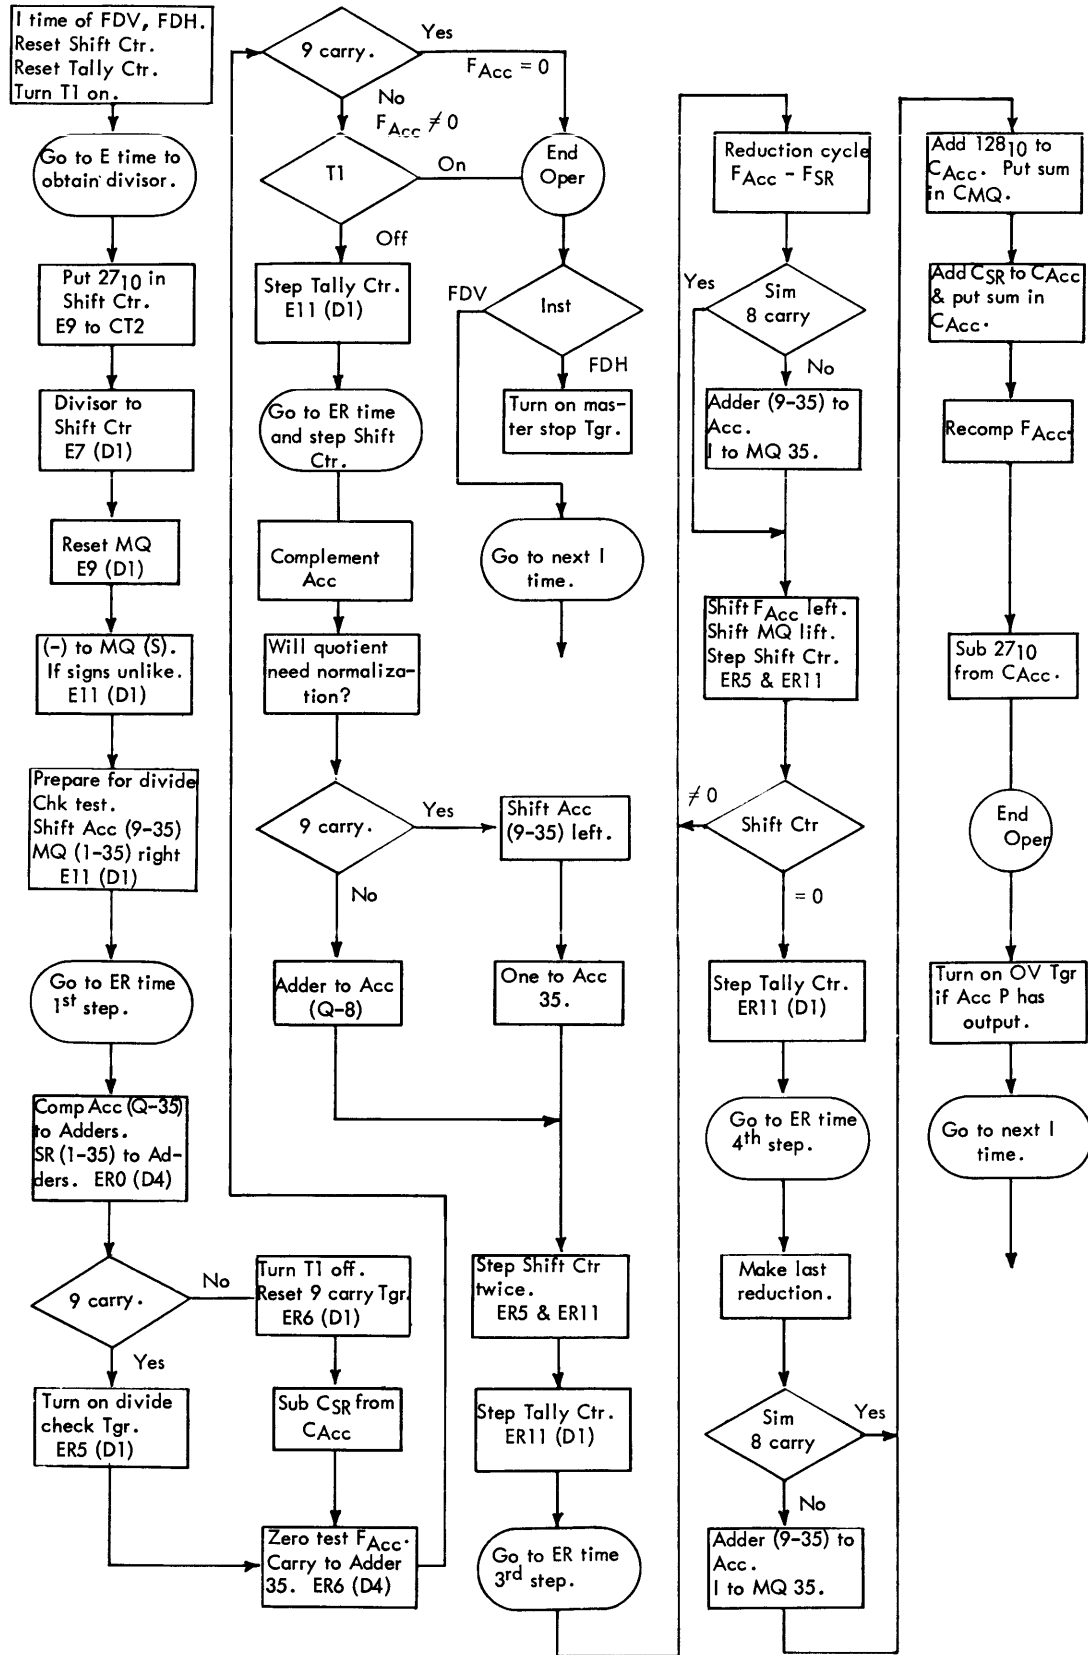 I time of FDV, FDH.
Reset Shift Ctr.
Reset Tally Ctr.
Turn T1 on.
Go to E time to
obtain divisor.
Put 27₁₀ in
Shift Ctr.
E9 to CT2
Divisor to
Shift Ctr
E7 (D1)
Reset MQ
E9 (D1)
(-) to MQ (S).
If signs unlike.
E11 (D1)
Prepare for divide
Chk test.
Shift Acc (9-35)
MQ (1-35) right
E11 (D1)
Go to ER time
1st step.
Comp Acc (Q-35)
to Adders.
SR (1-35) to Ad-
ders. ER0 (D4)
9 carry.
No
Yes
Turn on divide
check Tgr.
ER5 (D1)
Turn T1 off.
Reset 9 carry Tgr.
ER6 (D1)
Sub CSR from
CAcc
Zero test FAcc.
Carry to Adder
35. ER6 (D4)
9 carry.
Yes
FAcc = 0
No
FAcc ≠ 0
T1
On
Off
End
Oper
Step Tally Ctr.
E11 (D1)
Inst
FDV
FDH
Turn on mas-
ter stop Tgr.
Go to next I
time.
Go to ER time
and step Shift
Ctr.
Complement
Acc
Will quotient
need normaliza-
tion?
9 carry.
Yes
No
Shift Acc
(9-35) left.
Adder to Acc
(Q-8)
One to Acc
35.
Step Shift Ctr
twice.
ER5 & ER11
Step Tally Ctr.
ER11 (D1)
Go to ER time
3rd step.
Reduction cycle
FAcc - FSR
Sim
8 carry
Yes
No
Adder (9-35) to
Acc.
I to MQ 35.
Shift FAcc left.
Shift MQ lift.
Step Shift Ctr.
ER5 & ER11
Shift Ctr
≠ 0
= 0
Step Tally Ctr.
ER11 (D1)
Go to ER time
4th step.
Make last
reduction.
Sim
8 carry
Yes
No
Adder (9-35) to
Acc.
I to MQ 35.
Add 128₁₀ to
CAcc. Put sum
in CMQ.
Add CSR to CAcc
& put sum in
CAcc.
Recomp FAcc.
Sub 27₁₀
from CAcc.
End
Oper
Turn on OV Tgr
if Acc P has
output.
Go to next I
time.